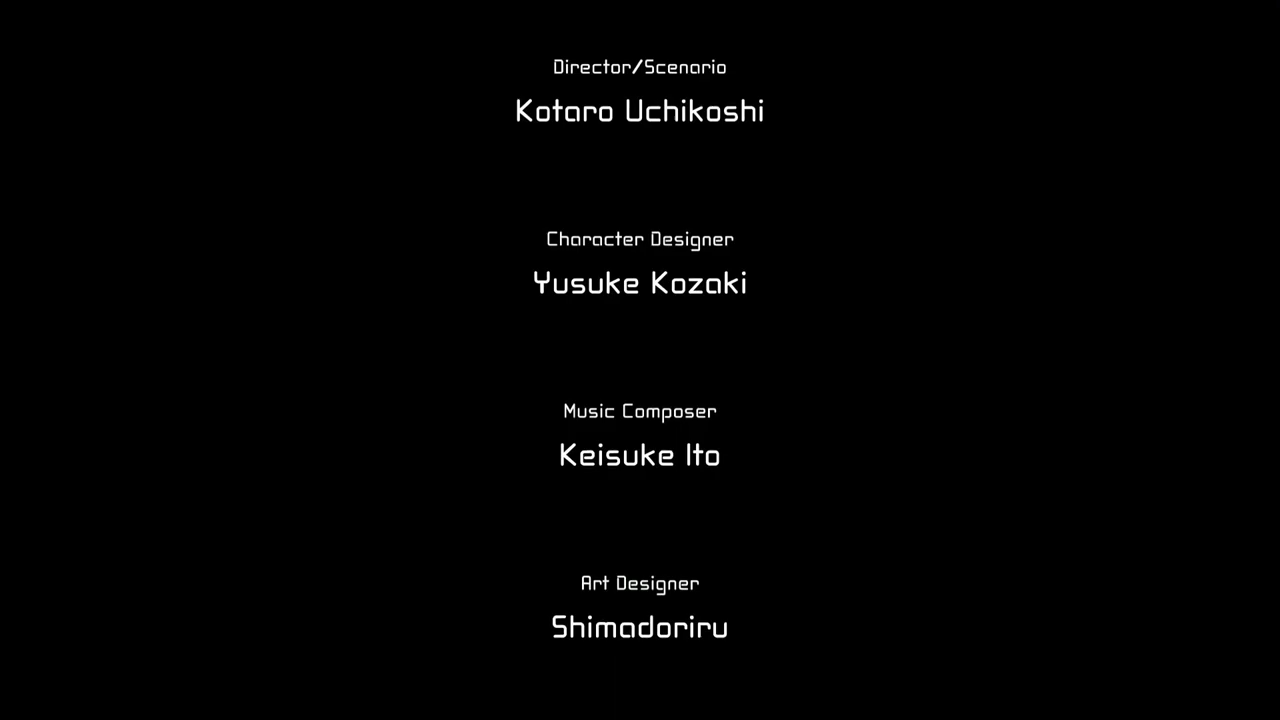 Director/Scenario
Kotaro Uchikoshi
Character Designer
Yusuke Kozaki
Music Composer
Keisuke Ito
Art Designer
Shimadoriru